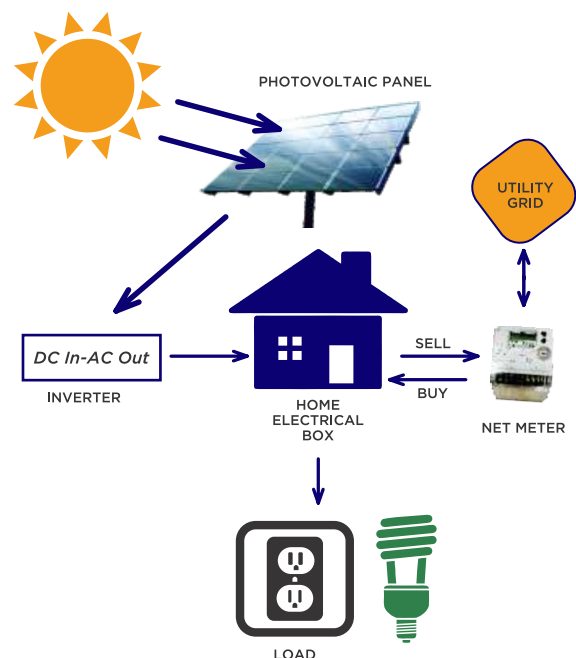 PHOTOVOLTAIC PANEL
UTILITY
GRID
DC In-AC Out
INVERTER
SELL
BUY
HOME
ELECTRICAL
BOX
NET METER
LOAD